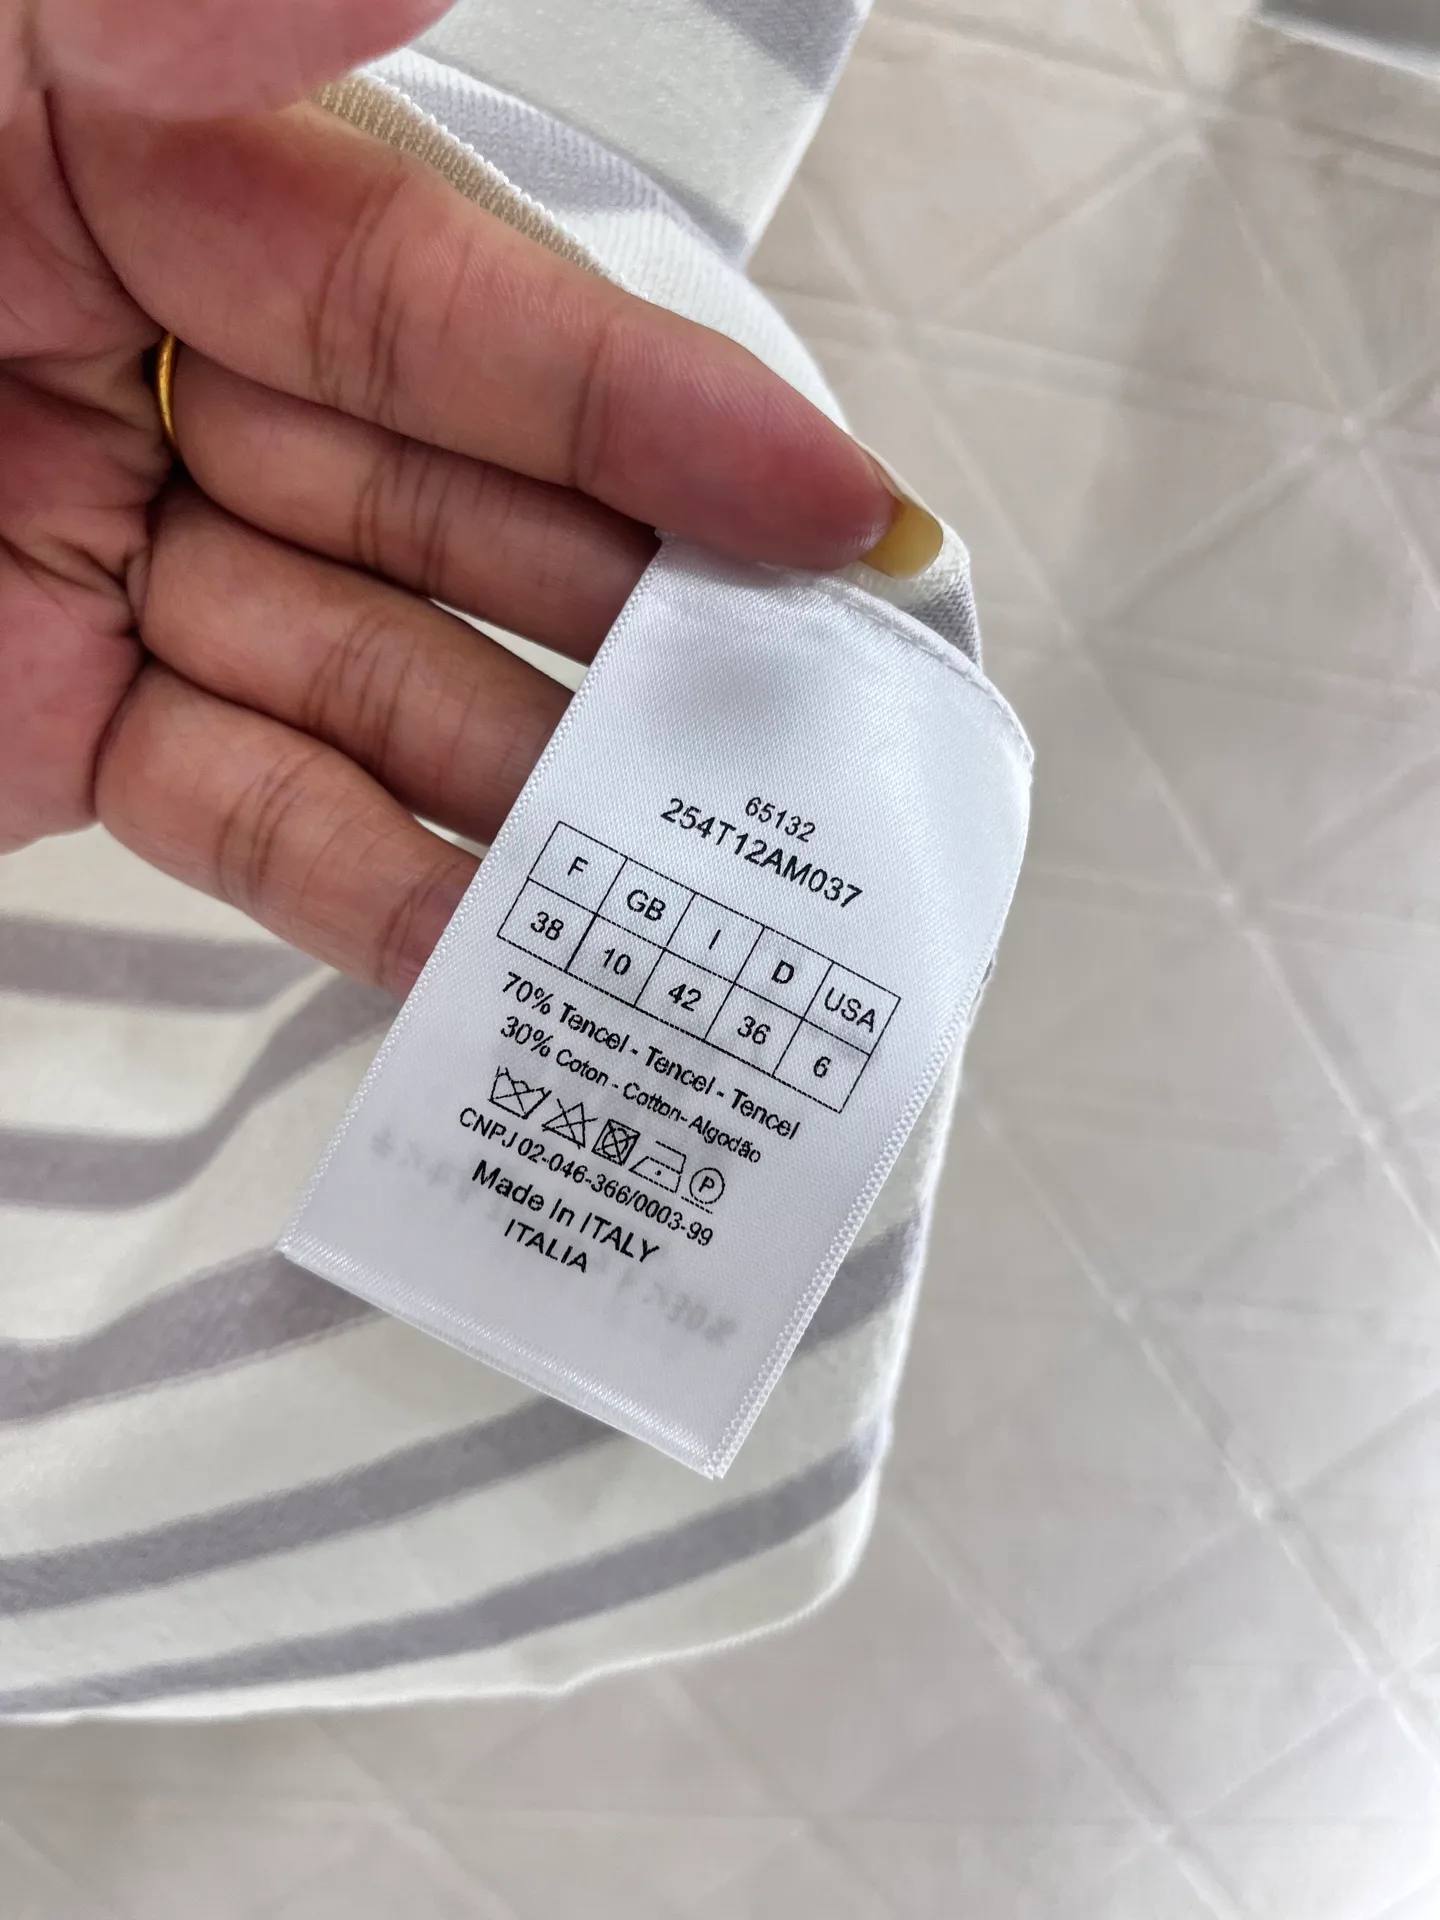 65132
254T12AM037
F GB I D USA
38 10 42 36 6
70% Tencel - Tencel - Tencel
30% Coton - Cotton- Algodão
P
CNPJ 02-046-366/0003-99
Made In ITALY
ITALIA